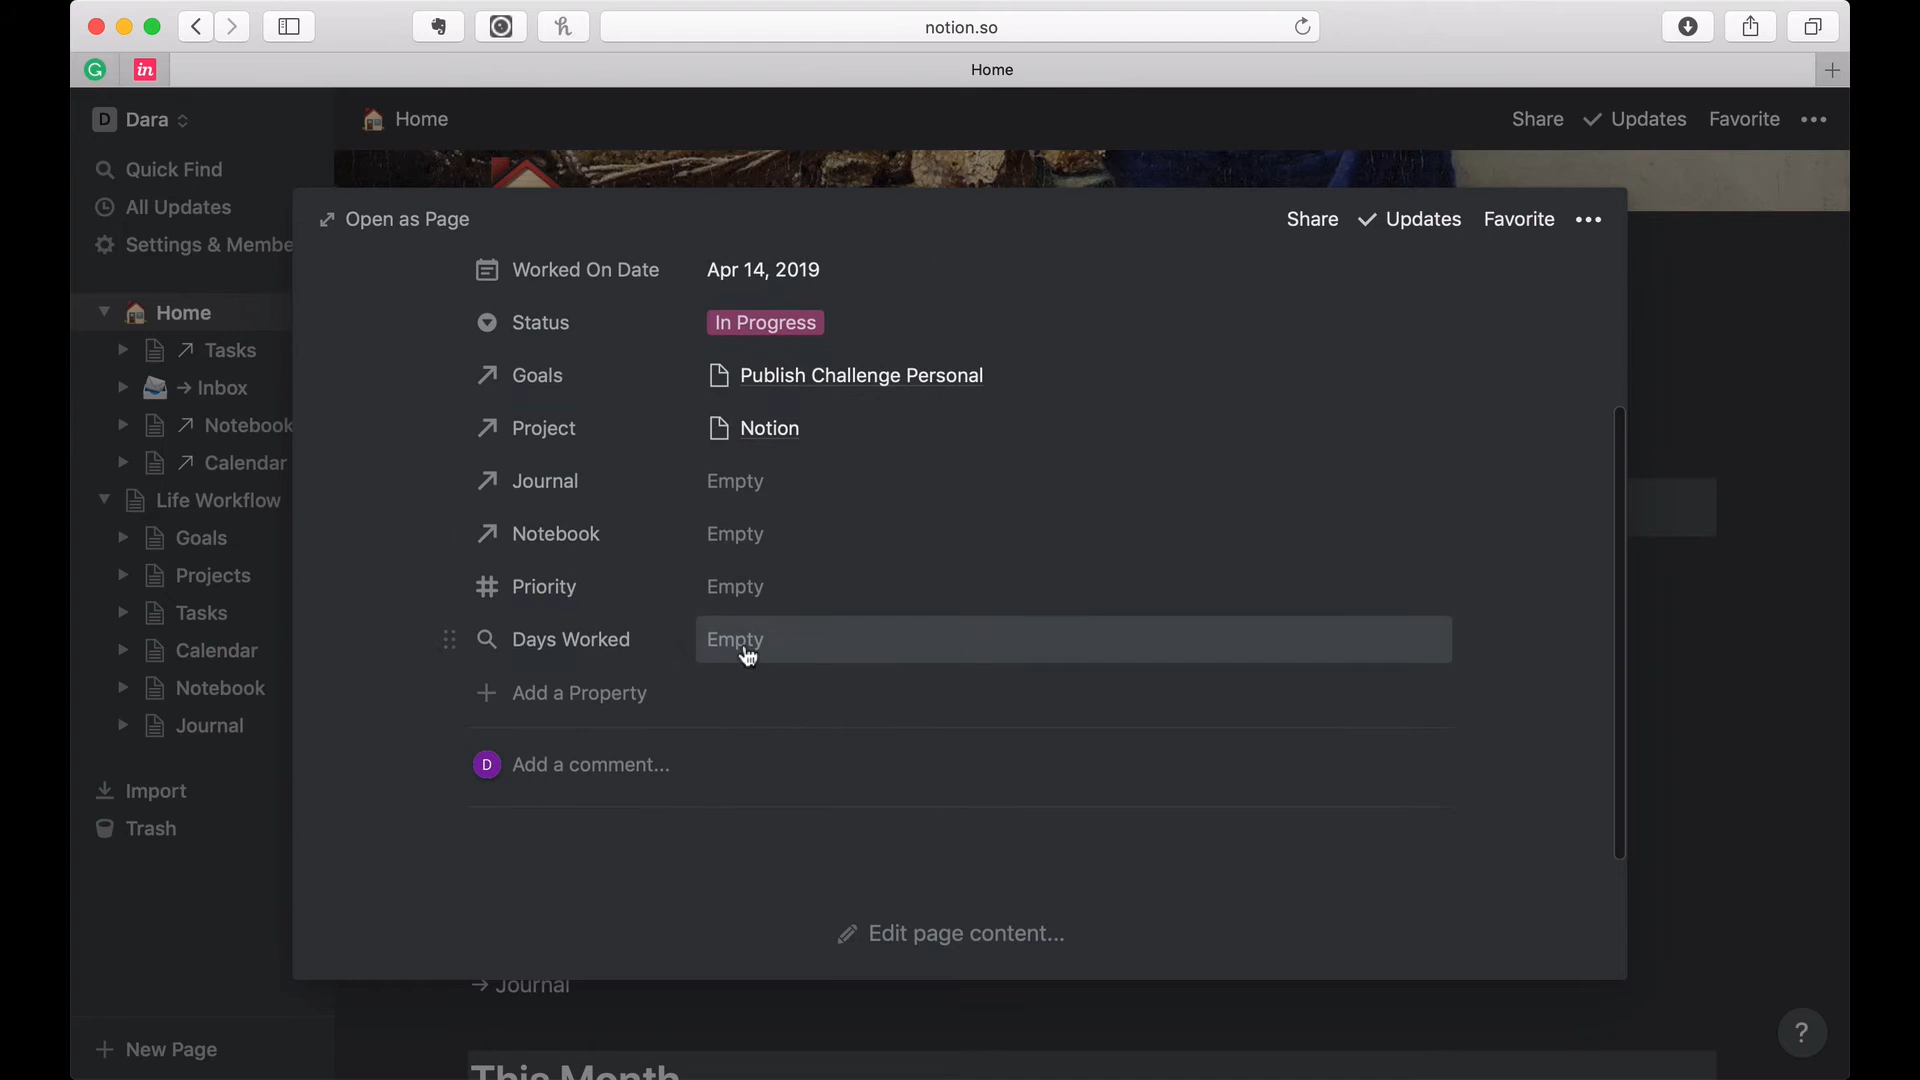 notion.so
G
in
Home
D Dara
Home
Share Updates Favorite •••
Quick Find
All Updates
Settings & Membe
Open as Page
Share Updates Favorite •••
Home
↗ Tasks
→ Inbox
↗ Notebook
↗ Calendar
Life Workflow
Goals
Projects
Tasks
Calendar
Notebook
Journal
Import
Trash
+ New Page
Worked On Date Apr 14, 2019
Status In Progress
Goals Publish Challenge Personal
Project Notion
Journal Empty
Notebook Empty
# Priority Empty
Days Worked Empty
+ Add a Property
D Add a comment...
Edit page content...
→ Journal
This Month
?